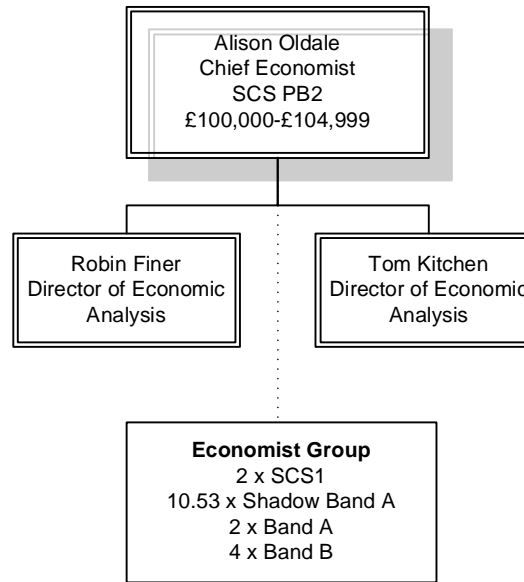 Alison Oldale
Chief Economist
SCS PB2
£100,000-£104,999
Robin Finer
Director of Economic
Analysis
Tom Kitchen
Director of Economic
Analysis
Economist Group
2 x SCS1
10.53 x Shadow Band A
2 x Band A
4 x Band B